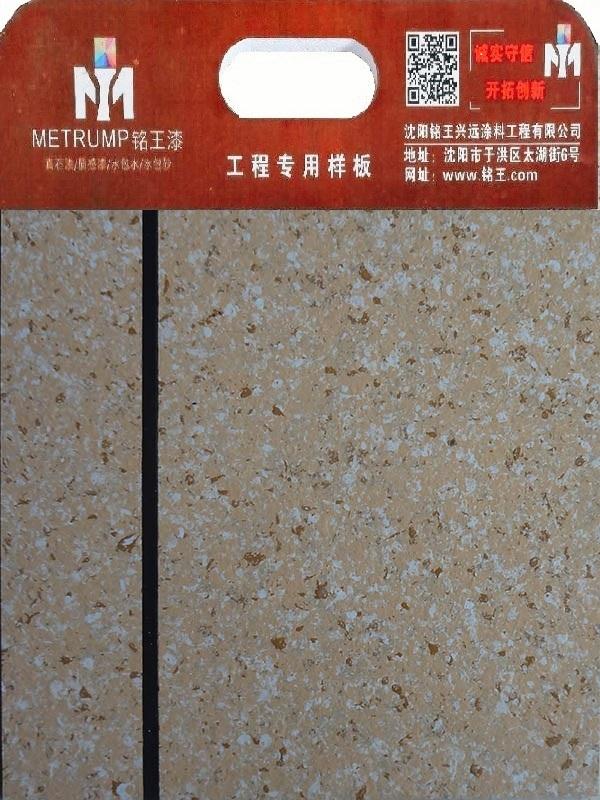 METRUMP铭王漆
真石漆/质感漆/水包水/水包砂
工程专用样板
诚实守信
开拓创新
沈阳铭王兴远涂料工程有限公司
地址：沈阳市于洪区太湖街6号
网址：www.铭王.com